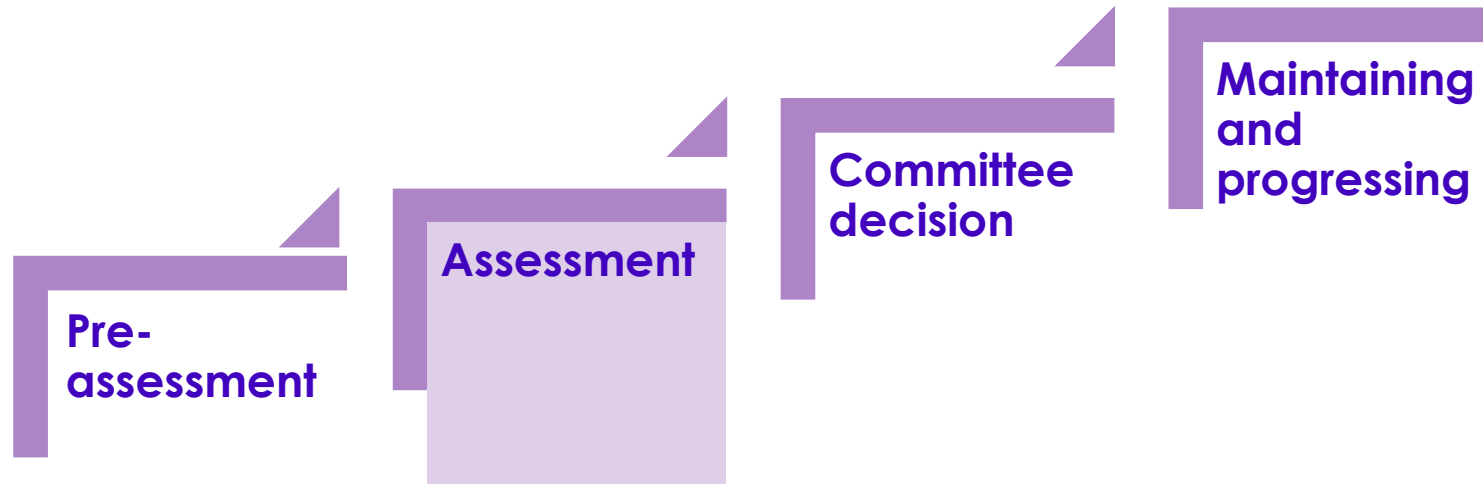 Pre-
assessment
Assessment
Committee
decision
Maintaining
and
progressing